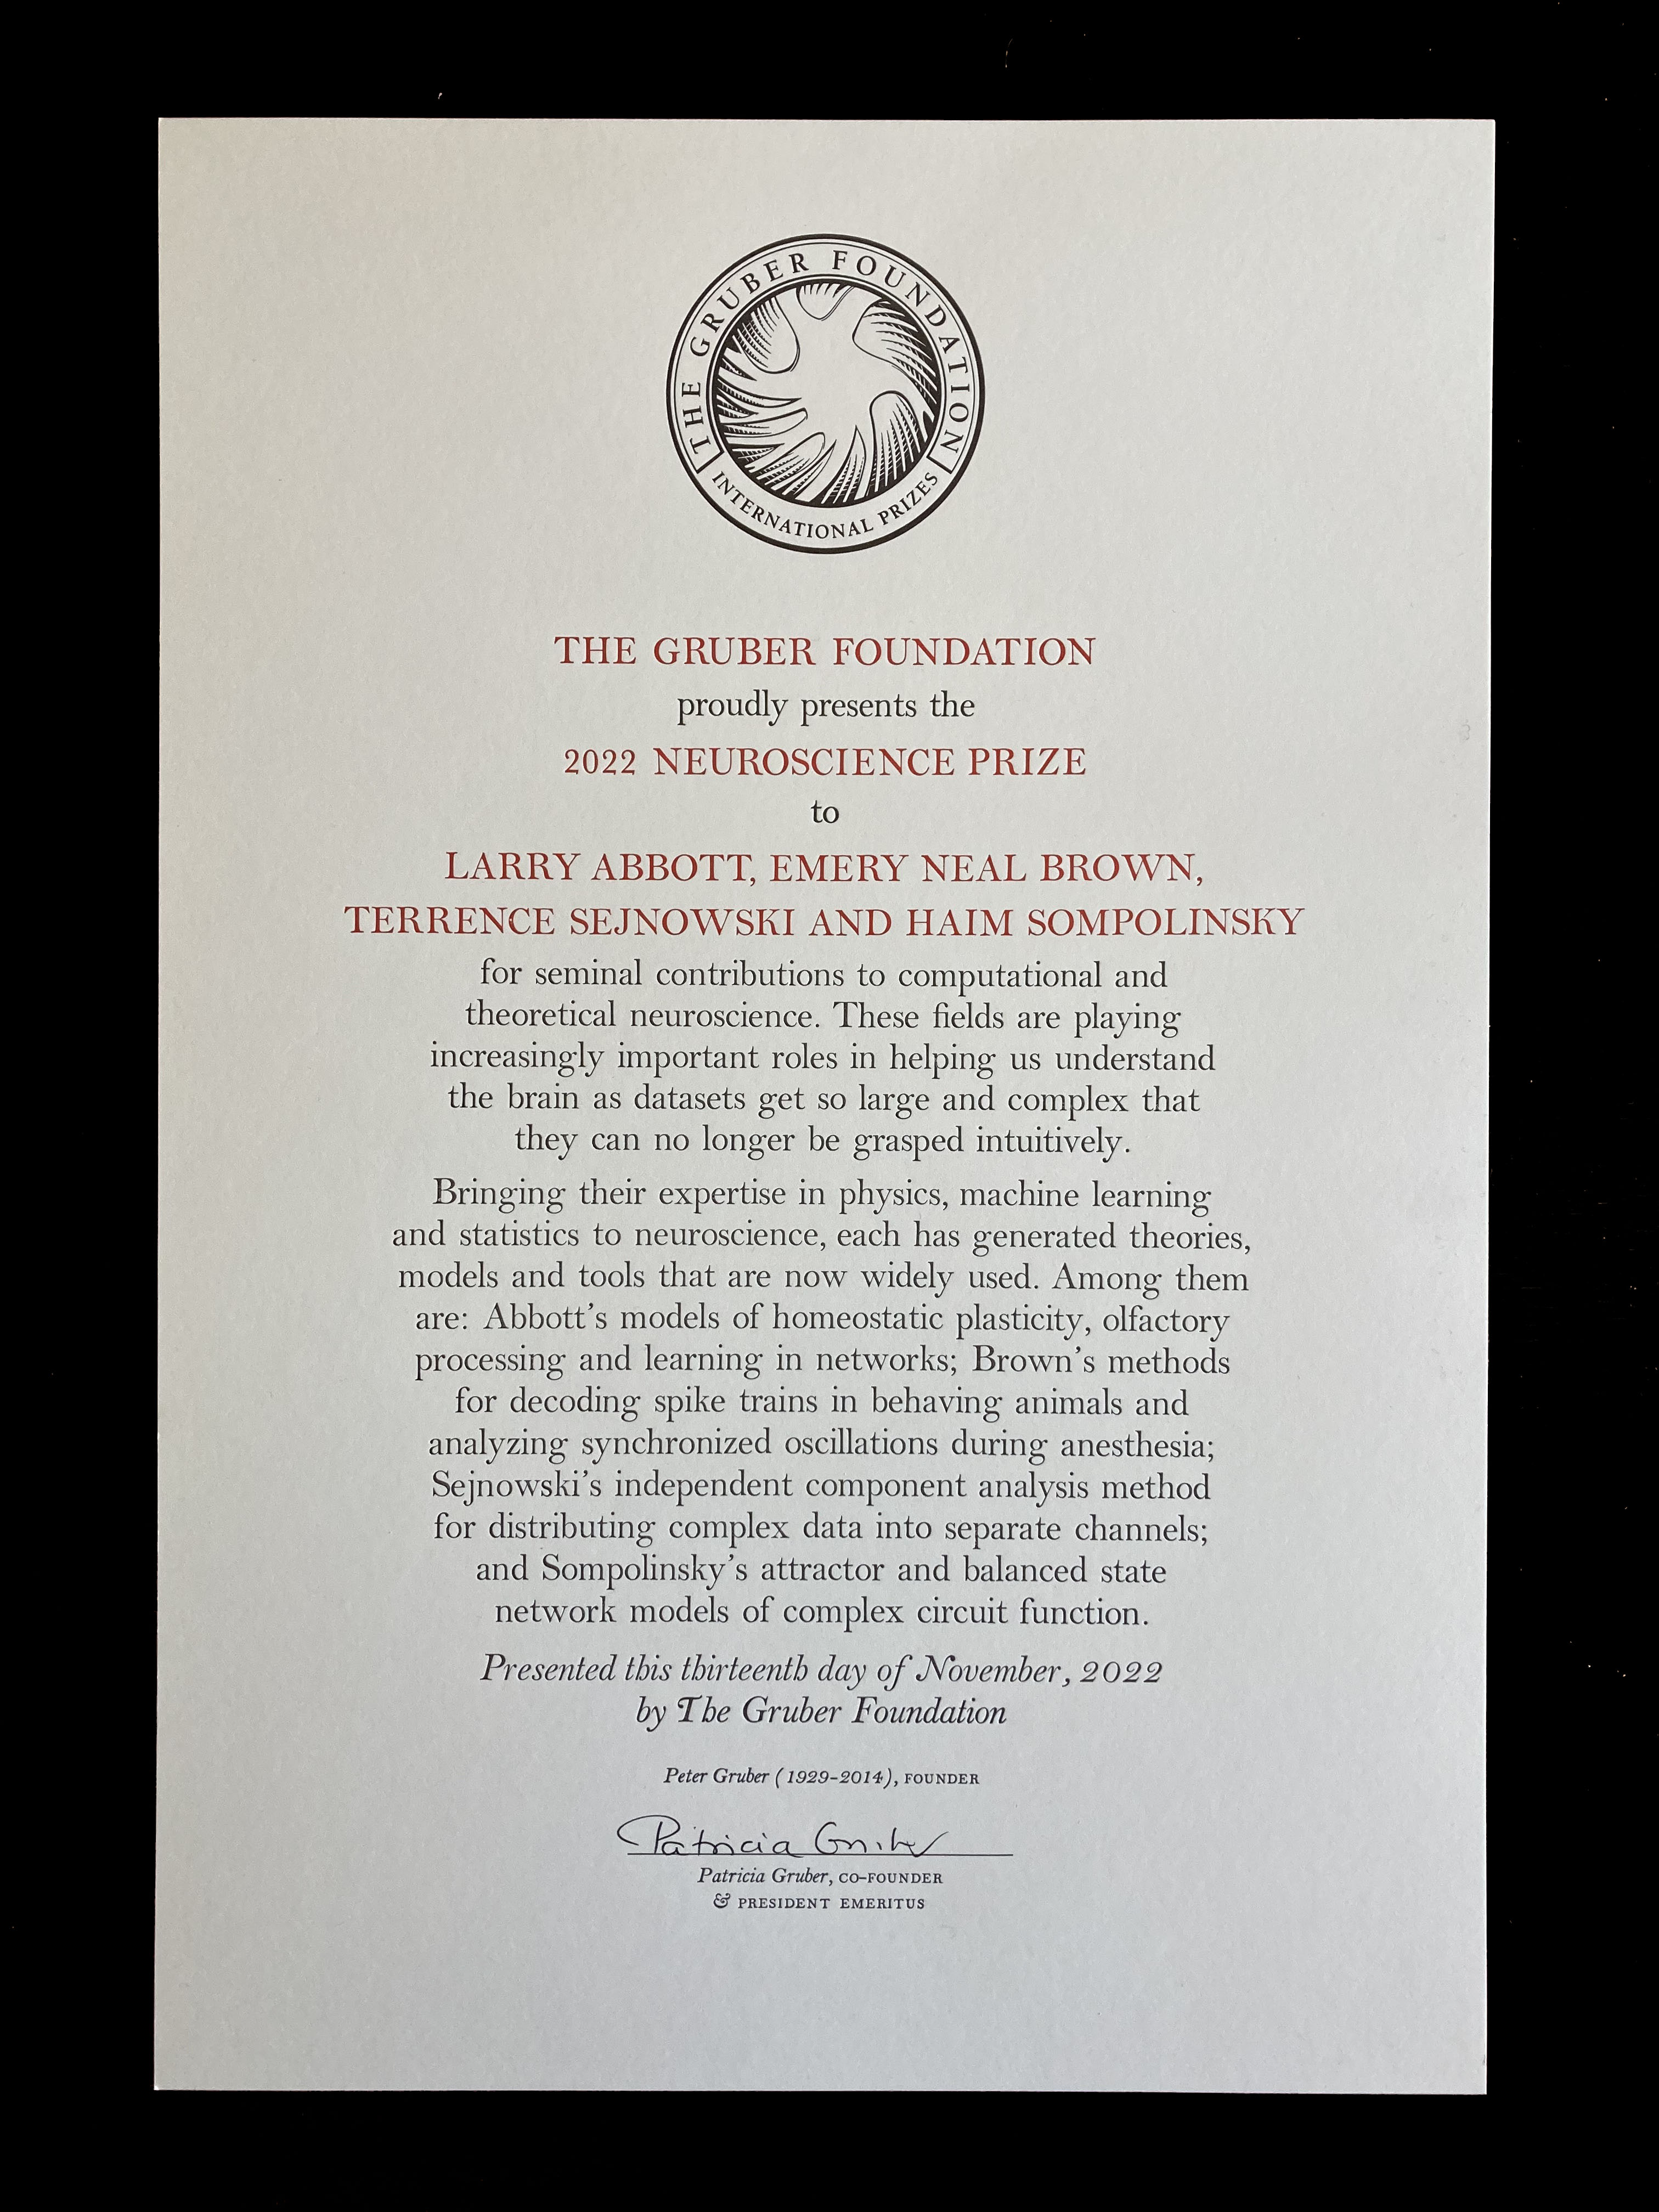 THE GRUBER FOUNDATION
INTERNATIONAL PRIZES
THE GRUBER FOUNDATION
proudly presents the
2022 NEUROSCIENCE PRIZE
to
LARRY ABBOTT, EMERY NEAL BROWN,
TERRENCE SEJNOWSKI AND HAIM SOMPOLINSKY
for seminal contributions to computational and
theoretical neuroscience. These fields are playing
increasingly important roles in helping us understand
the brain as datasets get so large and complex that
they can no longer be grasped intuitively.
Bringing their expertise in physics, machine learning
and statistics to neuroscience, each has generated theories,
models and tools that are now widely used. Among them
are: Abbott’s models of homeostatic plasticity, olfactory
processing and learning in networks; Brown’s methods
for decoding spike trains in behaving animals and
analyzing synchronized oscillations during anesthesia;
Sejnowski’s independent component analysis method
for distributing complex data into separate channels;
and Sompolinsky’s attractor and balanced state
network models of complex circuit function.
Presented this thirteenth day of November, 2022
by The Gruber Foundation
Peter Gruber (1929–2014), FOUNDER
Patricia Gruber
Patricia Gruber, CO-FOUNDER
& PRESIDENT EMERITUS